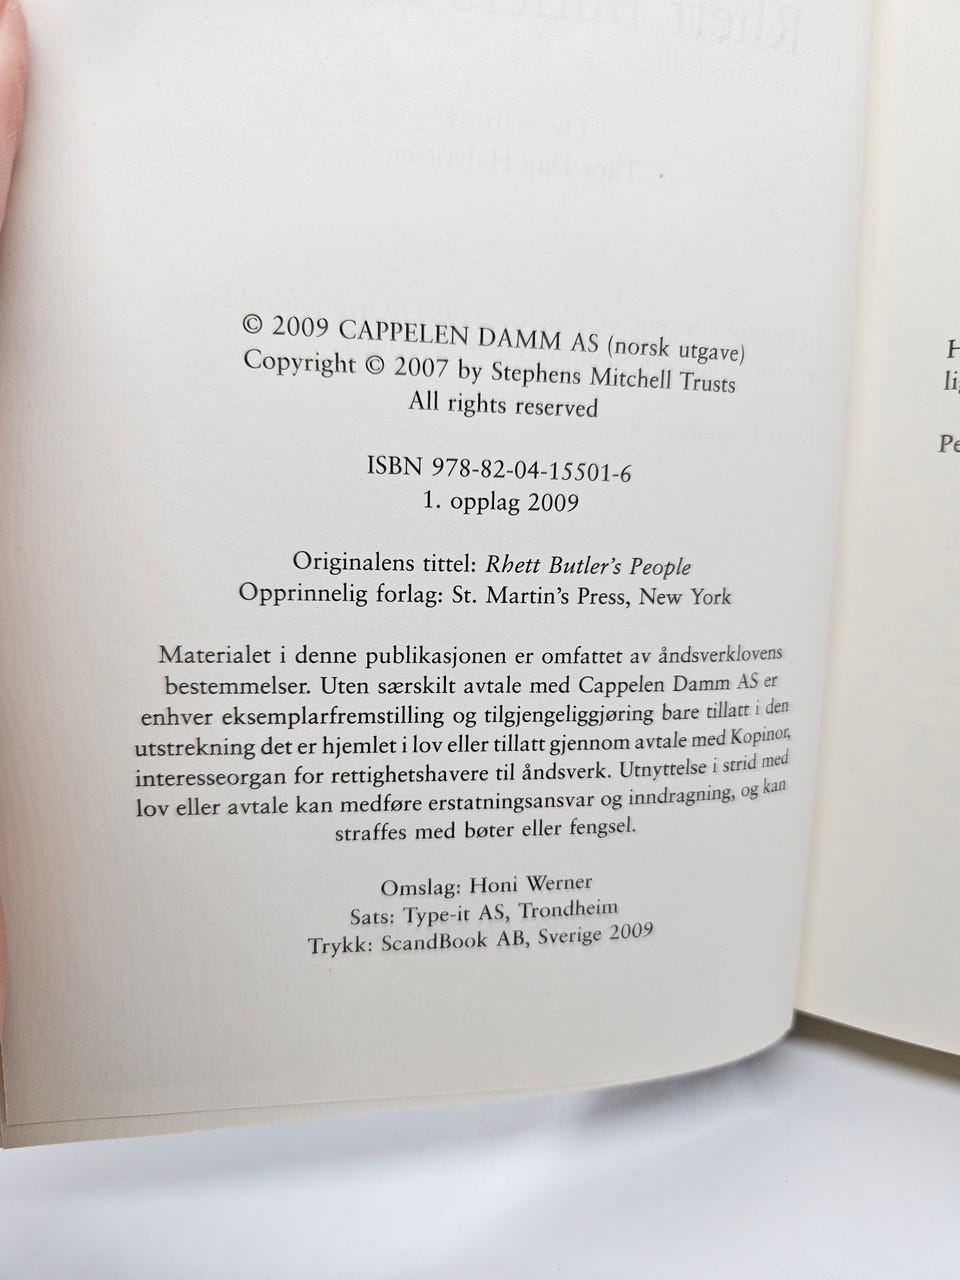 © 2009 CAPPELEN DAMM AS (norsk utgave)
Copyright © 2007 by Stephens Mitchell Trusts
All rights reserved
ISBN 978-82-04-15501-6
1. opplag 2009
Originalens tittel: Rhett Butler's People
Opprinnelig forlag: St. Martin's Press, New York
Materialet i denne publikasjonen er omfattet av åndsverklovens
bestemmelser. Uten særskilt avtale med Cappelen Damm AS er
enhver eksemplarfremstilling og tilgjengeliggjøring bare tillatt i den
utstrekning det er hjemlet i lov eller tillatt gjennom avtale med Kopinor,
interesseorgan for rettighetshavere til åndsverk. Utnyttelse i strid med
lov eller avtale kan medføre erstatningsansvar og inndragning, og kan
straffes med bøter eller fengsel.
Omslag: Honi Werner
Sats: Type-it AS, Trondheim
Trykk: ScandBook AB, Sverige 2009